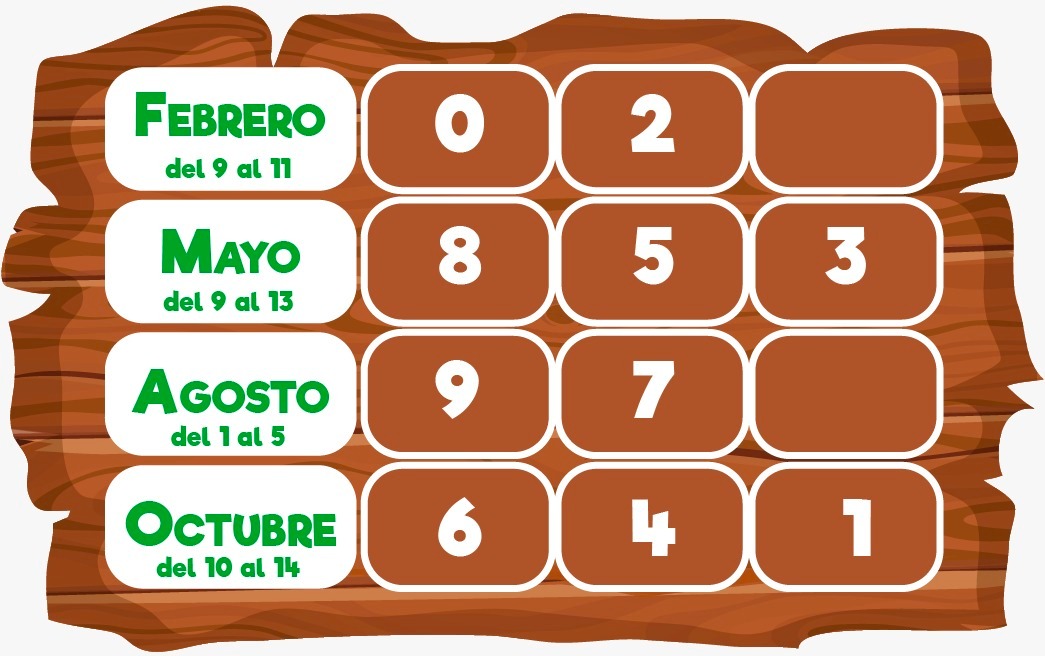 FEBRERO 0 2
del 9 al 11
MAYO 8 5 3
del 9 al 13
AGOSTO 9 7
del 1 al 5
OCTUBRE 6 4 1
del 10 al 14